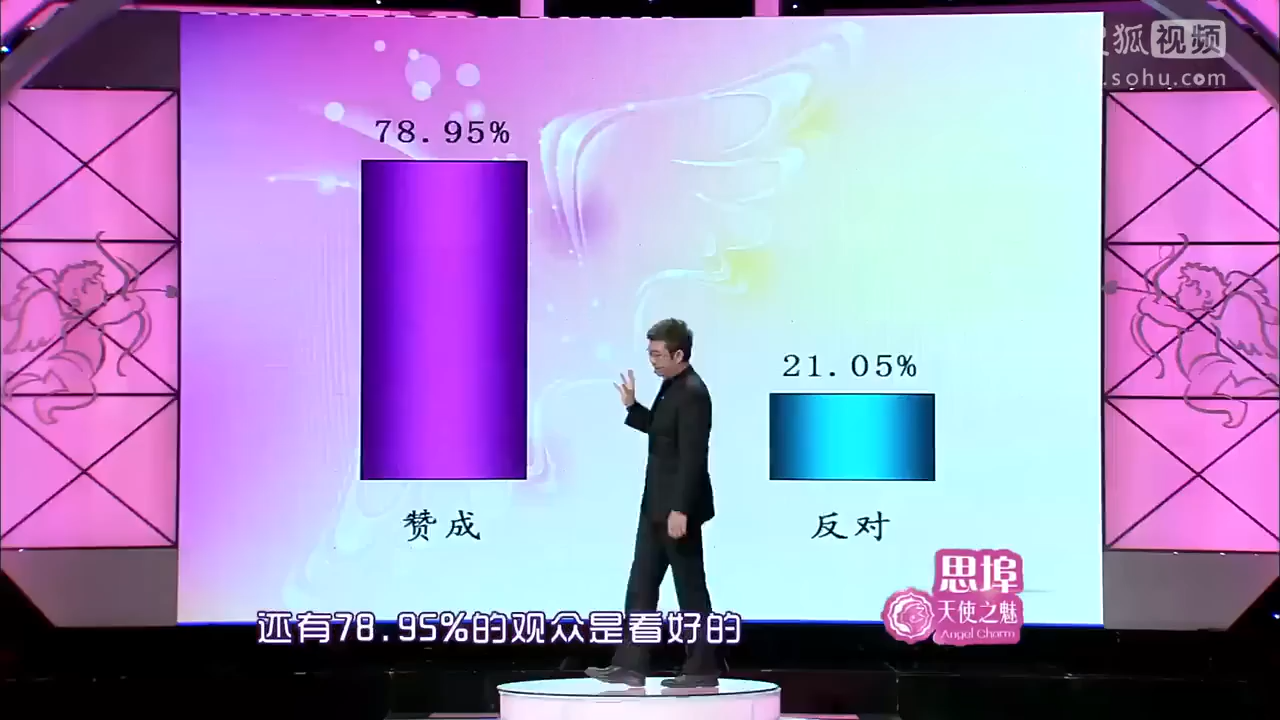 狐视频
.sohu.com
78.95%
21.05%
赞成
反对
思埠
天使之魅
Angel Charm
还有78.95%的观众是看好的